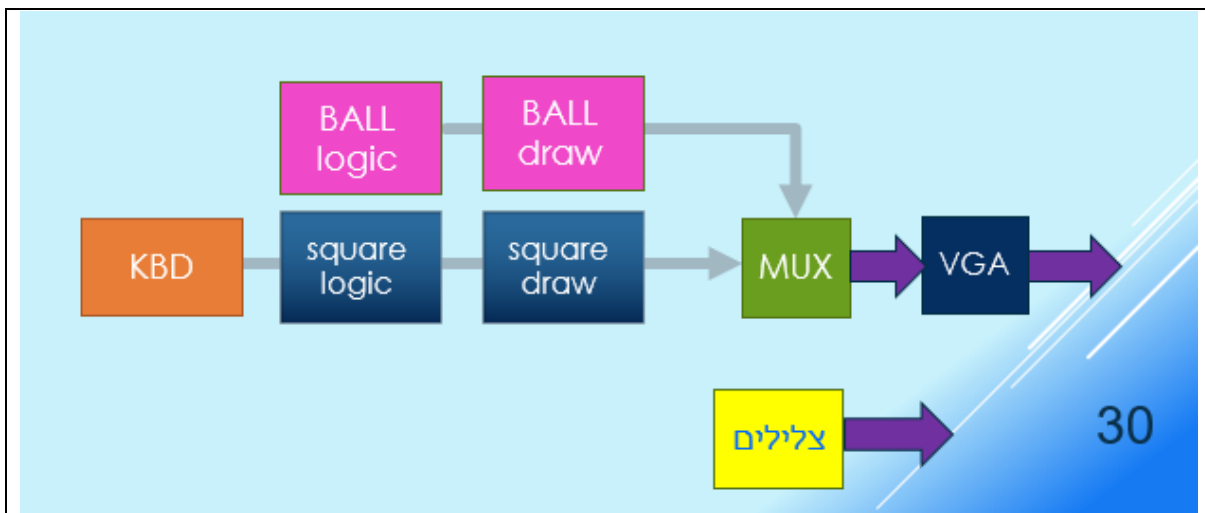 BALL
logic
BALL
draw
KBD
square
logic
square
draw
MUX
VGA
צלילים
30